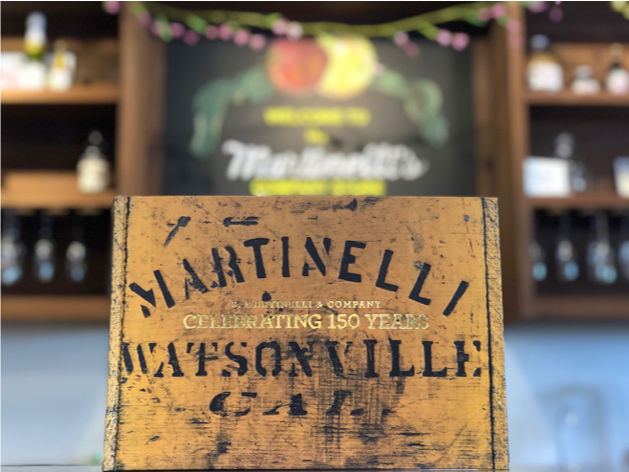 WELCOME TO
the
Martinelli's
COMPANY STORE
MARTINELLI
S. MARTINELLI & COMPANY
CELEBRATING 150 YEARS
WATSONVILLE
CAL.